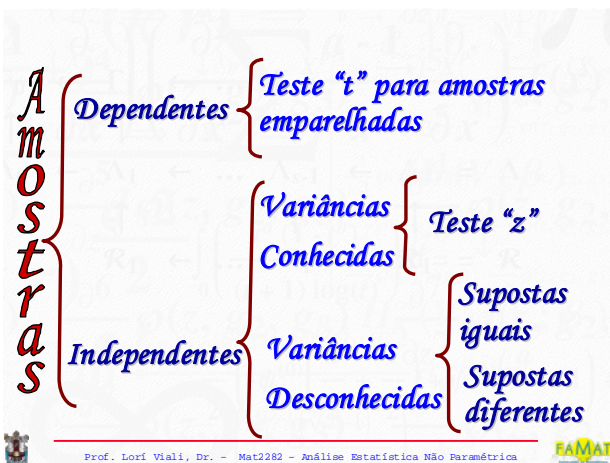 Amostras
Dependentes
Teste “t” para amostras
emparelhadas
Independentes
Variâncias
Conhecidas
Teste “z”
Variâncias
Desconhecidas
Supostas
iguais
Supostas
diferentes
Prof. Lorí Viali, Dr. - Mat2282 - Análise Estatística Não Paramétrica
FAMAT